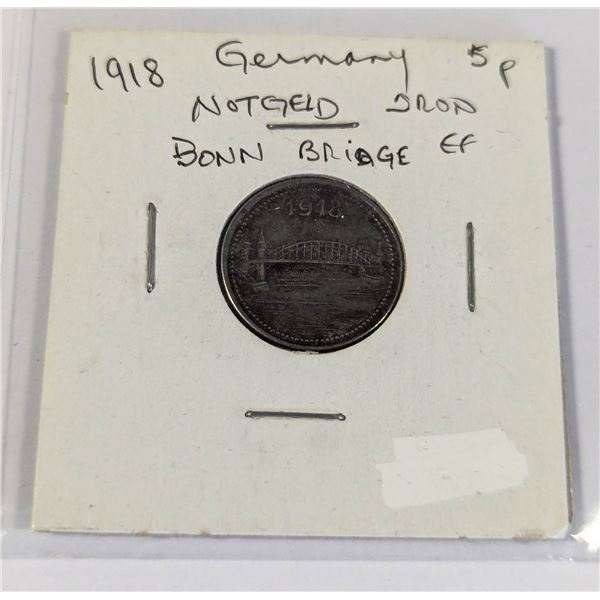 1918 Germany 5p
NOTGELD IRON
BONN BRIDGE EF
1918